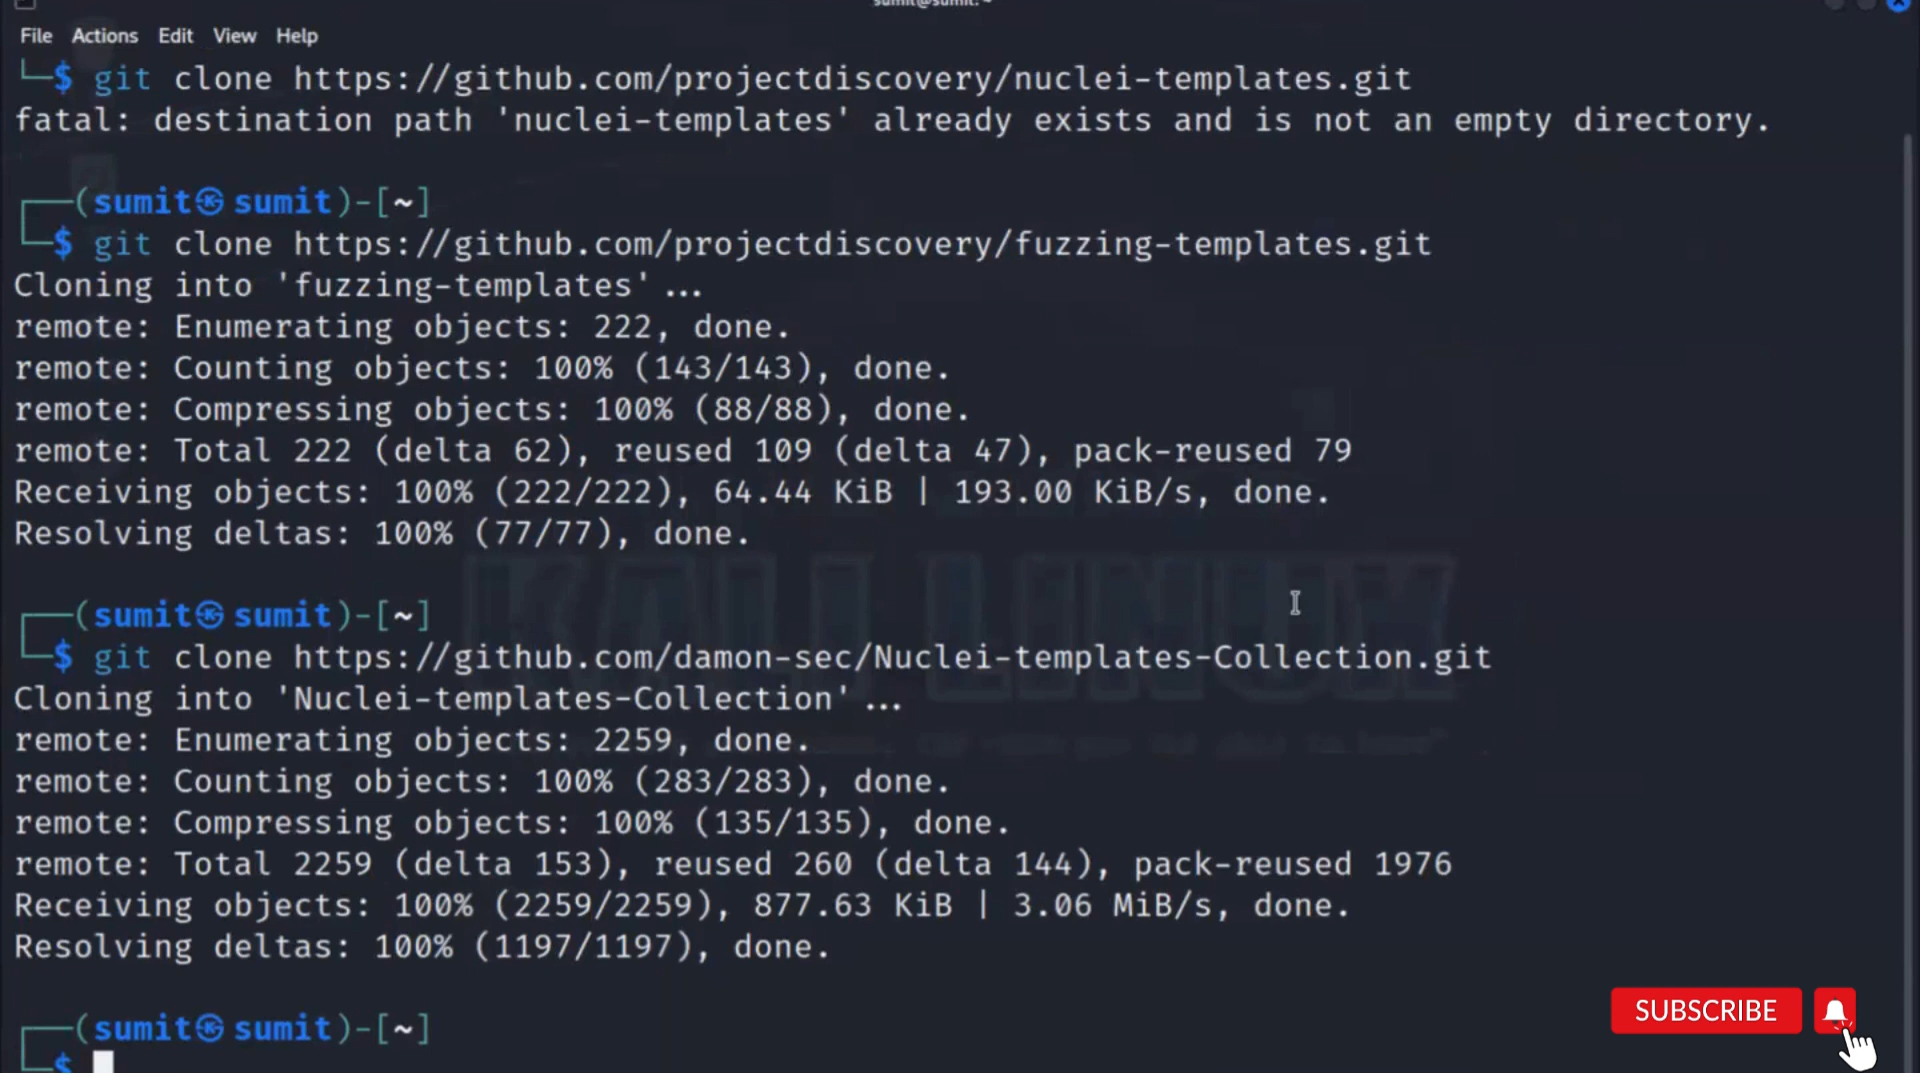 sumit@sumit: ~
File Actions Edit View Help
└─$ git clone https://github.com/projectdiscovery/nuclei-templates.git
fatal: destination path 'nuclei-templates' already exists and is not an empty directory.
┌──(sumit㉿sumit)-[~]
└─$ git clone https://github.com/projectdiscovery/fuzzing-templates.git
Cloning into 'fuzzing-templates'...
remote: Enumerating objects: 222, done.
remote: Counting objects: 100% (143/143), done.
remote: Compressing objects: 100% (88/88), done.
remote: Total 222 (delta 62), reused 109 (delta 47), pack-reused 79
Receiving objects: 100% (222/222), 64.44 KiB | 193.00 KiB/s, done.
Resolving deltas: 100% (77/77), done.
┌──(sumit㉿sumit)-[~]
└─$ git clone https://github.com/damon-sec/Nuclei-templates-Collection.git
Cloning into 'Nuclei-templates-Collection'...
remote: Enumerating objects: 2259, done.
remote: Counting objects: 100% (283/283), done.
remote: Compressing objects: 100% (135/135), done.
remote: Total 2259 (delta 153), reused 260 (delta 144), pack-reused 1976
Receiving objects: 100% (2259/2259), 877.63 KiB | 3.06 MiB/s, done.
Resolving deltas: 100% (1197/1197), done.
┌──(sumit㉿sumit)-[~]
└─$
KALI LINUX
SUBSCRIBE